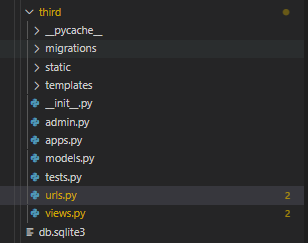 third
__pycache__
migrations
static
templates
__init__.py
admin.py
apps.py
models.py
tests.py
urls.py 2
views.py 2
db.sqlite3